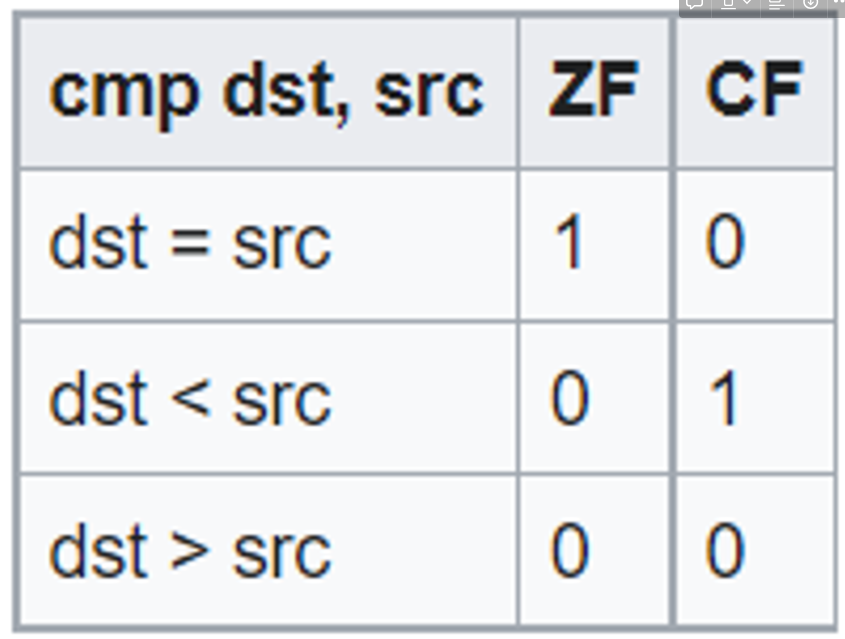 cmp dst, src ZF CF
dst = src 1 0
dst < src 0 1
dst > src 0 0